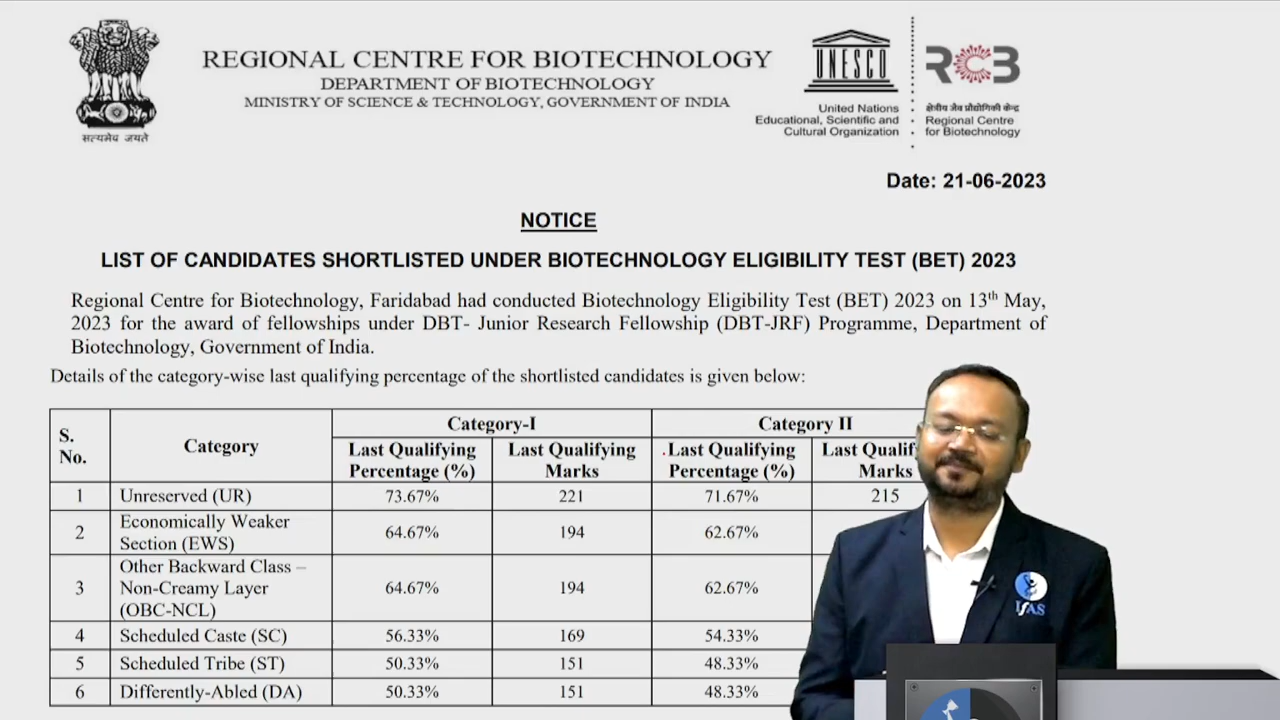 REGIONAL CENTRE FOR BIOTECHNOLOGY
DEPARTMENT OF BIOTECHNOLOGY
MINISTRY OF SCIENCE & TECHNOLOGY, GOVERNMENT OF INDIA
सत्यमेव जयते
UNESCO
United Nations
Educational, Scientific and
Cultural Organization
RCB
क्षेत्रीय जैव प्रौद्योगिकी केन्द्र
Regional Centre
for Biotechnology
Date: 21-06-2023
NOTICE
LIST OF CANDIDATES SHORTLISTED UNDER BIOTECHNOLOGY ELIGIBILITY TEST (BET) 2023
Regional Centre for Biotechnology, Faridabad had conducted Biotechnology Eligibility Test (BET) 2023 on 13th May,
2023 for the award of fellowships under DBT- Junior Research Fellowship (DBT-JRF) Programme, Department of
Biotechnology, Government of India.
Details of the category-wise last qualifying percentage of the shortlisted candidates is given below:
S. No. Category Category-I Category II
Last Qualifying Percentage (%) Last Qualifying Marks Last Qualifying Percentage (%) Last Marks
1 Unreserved (UR) 73.67% 221 71.67% 215
2 Economically Weaker Section (EWS) 64.67% 194 62.67%
3 Other Backward Class – Non-Creamy Layer (OBC-NCL) 64.67% 194 62.67%
4 Scheduled Caste (SC) 56.33% 169 54.33%
5 Scheduled Tribe (ST) 50.33% 151 48.33%
6 Differently-Abled (DA) 50.33% 151 48.33%
IFAS